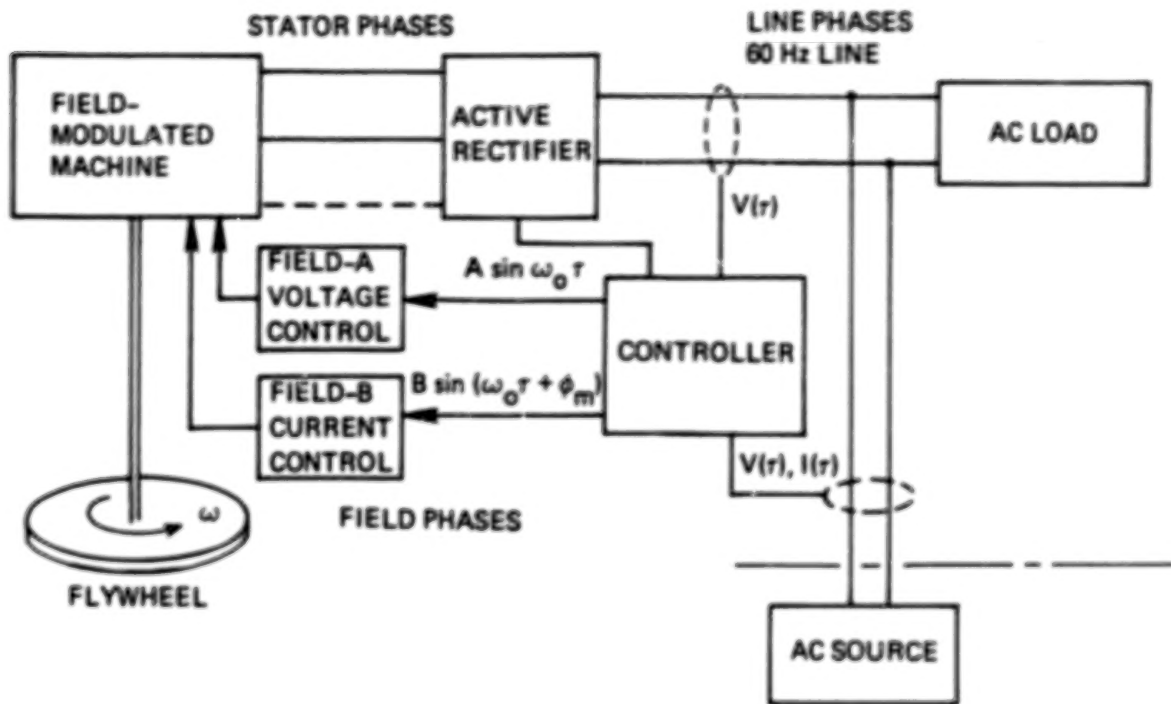 STATOR PHASES
LINE PHASES
60 Hz LINE
FIELD-
MODULATED
MACHINE
ACTIVE
RECTIFIER
AC LOAD
V(τ)
FIELD-A
VOLTAGE
CONTROL
A sin ω₀ τ
CONTROLLER
FIELD-B
CURRENT
CONTROL
B sin (ω₀τ + ϕₘ)
V(τ), I(τ)
ω
FIELD PHASES
FLYWHEEL
AC SOURCE